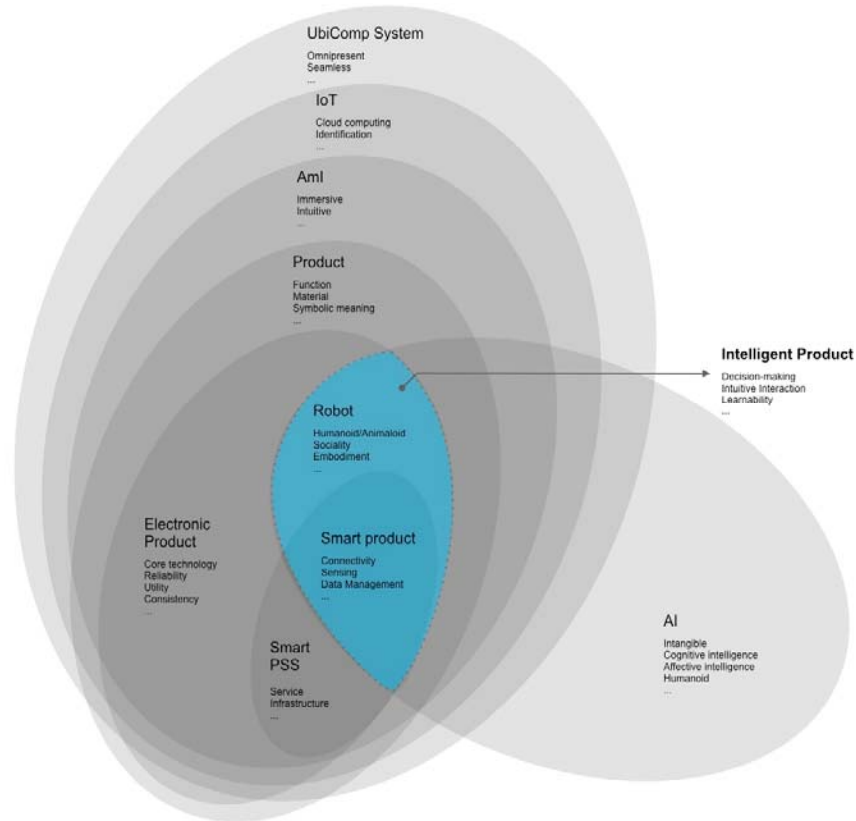 UbiComp System
Omnipresent
Seamless
...
IoT
Cloud computing
Identification
...
AmI
Immersive
Intuitive
...
Product
Function
Material
Symbolic meaning
...
Intelligent Product
Decision-making
Intuitive Interaction
Learnability
...
Robot
Humanoid/Animaloid
Sociality
Embodiment
...
Electronic
Product
Core technology
Reliability
Utility
Consistency
...
Smart product
Connectivity
Sensing
Data Management
...
Smart
PSS
Service
Infrastructure
...
AI
Intangible
Cognitive intelligence
Affective intelligence
Humanoid
...